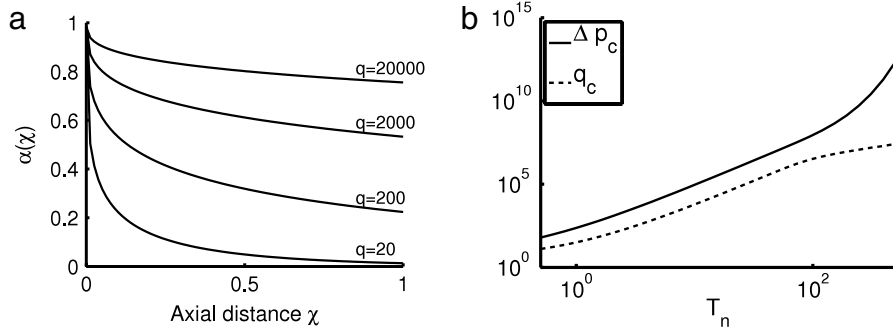 a
1
0.8
0.6
0.4
0.2
0
α(χ)
q=20000
q=2000
q=200
q=20
0
0.5
1
Axial distance χ
b
10^15
10^10
10^5
10^0
Δ p_c
q_c
10^0
10^2
T_n